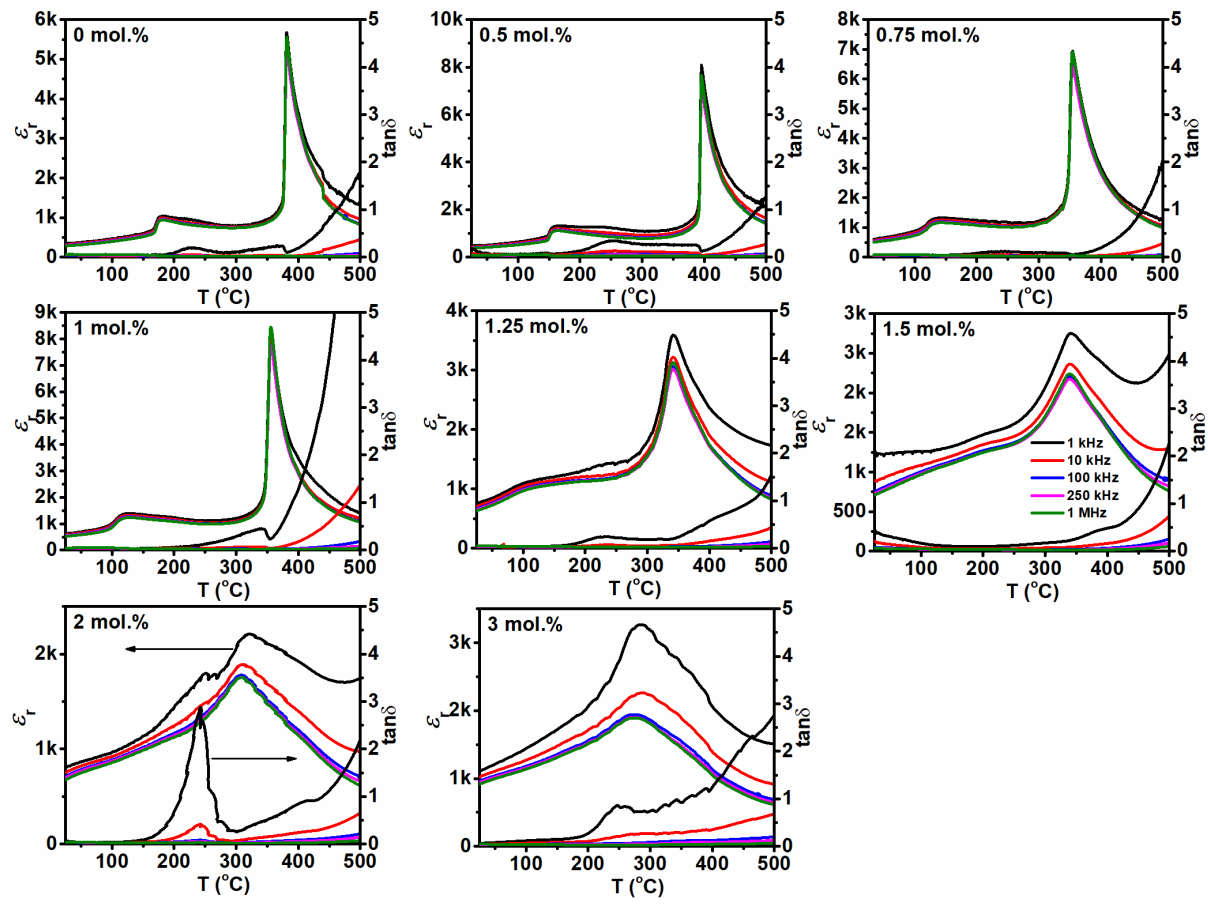 0 mol.%
6k
5k
4k
3k
2k
1k
0
εr
5
4
3
2
1
0
tanδ
100 200 300 400 500
T (°C)
0.5 mol.%
10k
8k
6k
4k
2k
0
εr
5
4
3
2
1
0
tanδ
100 200 300 400 500
T (°C)
0.75 mol.%
8k
7k
6k
5k
4k
3k
2k
1k
0
εr
5
4
3
2
1
0
tanδ
100 200 300 400 500
T (°C)
1 mol.%
9k
8k
7k
6k
5k
4k
3k
2k
1k
0
εr
5
4
3
2
1
0
tanδ
100 200 300 400 500
T (°C)
1.25 mol.%
4k
3k
2k
1k
0
εr
5
4
3
2
1
0
tanδ
100 200 300 400 500
T (°C)
1.5 mol.%
3k
3k
2k
2k
1k
500
0
εr
1 kHz
10 kHz
100 kHz
250 kHz
1 MHz
5
4
3
2
1
0
tanδ
100 200 300 400 500
T (°C)
2 mol.%
2k
1k
0
εr
5
4
3
2
1
0
tanδ
100 200 300 400 500
T (°C)
3 mol.%
3k
2k
1k
0
εr
5
4
3
2
1
0
tanδ
100 200 300 400 500
T (°C)